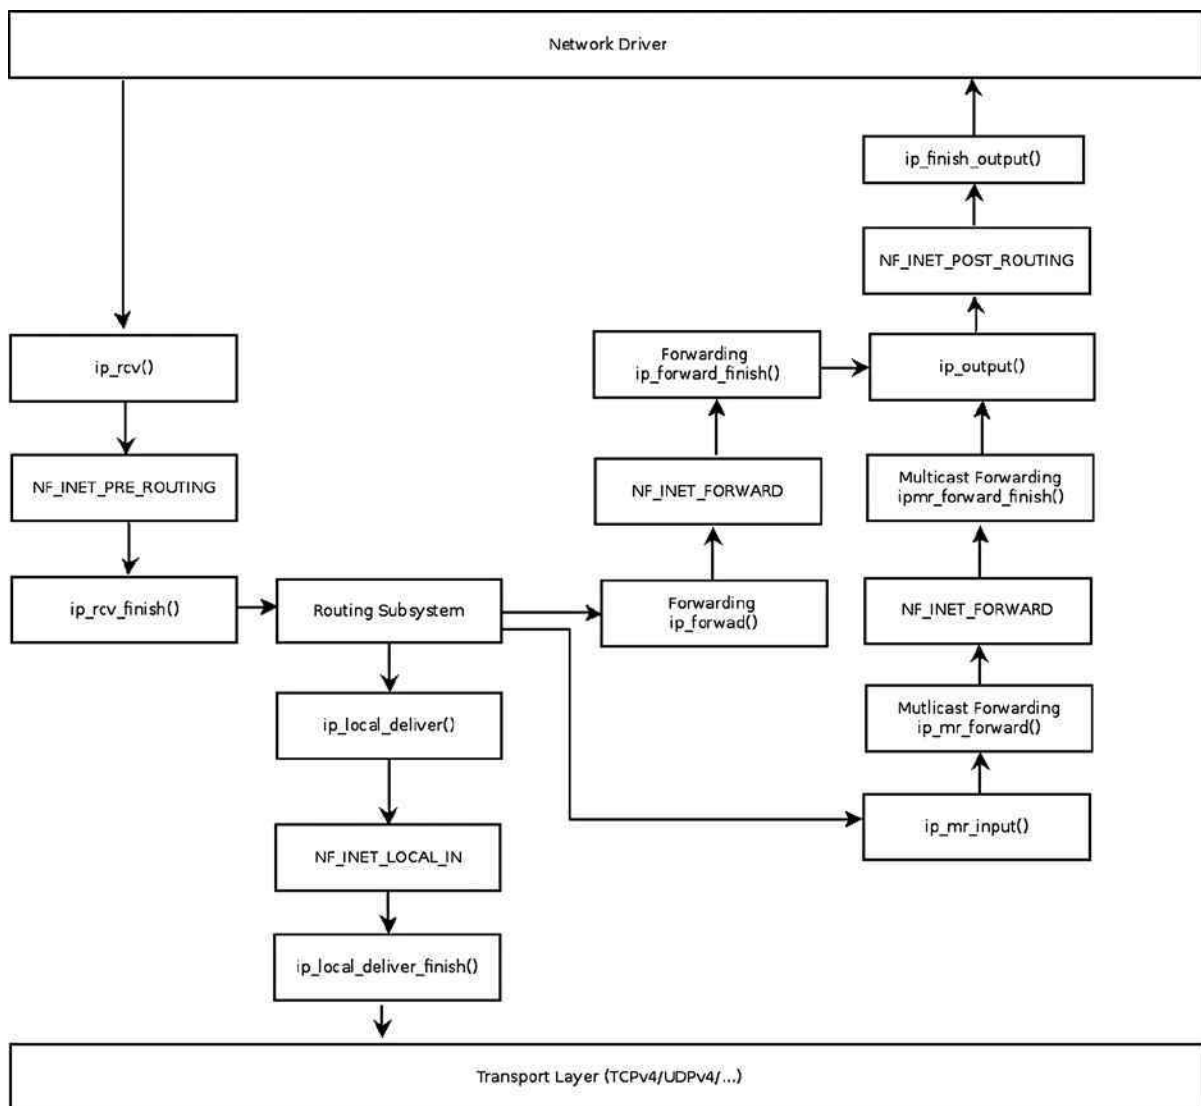 Network Driver
ip_finish_output()
NF_INET_POST_ROUTING
ip_rcv()
Forwarding
ip_forward_finish()
ip_output()
NF_INET_PRE_ROUTING
NF_INET_FORWARD
Multicast Forwarding
ipmr_forward_finish()
ip_rcv_finish()
Routing Subsystem
Forwarding
ip_forwad()
NF_INET_FORWARD
ip_local_deliver()
Mutlicast Forwarding
ip_mr_forward()
NF_INET_LOCAL_IN
ip_mr_input()
ip_local_deliver_finish()
Transport Layer (TCPv4/UDPv4/...)